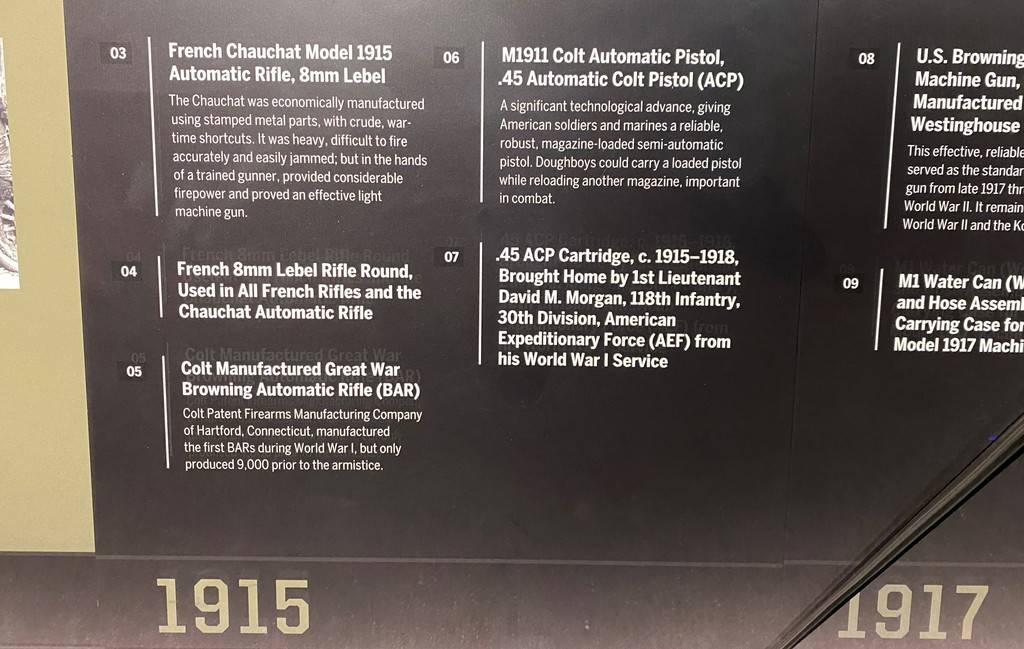 03
French Chauchat Model 1915
Automatic Rifle, 8mm Lebel
The Chauchat was economically manufactured
using stamped metal parts, with crude, war-
time shortcuts. It was heavy, difficult to fire
accurately and easily jammed; but in the hands
of a trained gunner, provided considerable
firepower and proved an effective light
machine gun.
04
French 8mm Lebel Rifle Round,
Used in All French Rifles and the
Chauchat Automatic Rifle
05
Colt Manufactured Great War
Browning Automatic Rifle (BAR)
Colt Patent Firearms Manufacturing Company
of Hartford, Connecticut, manufactured
the first BARs during World War I, but only
produced 9,000 prior to the armistice.
06
M1911 Colt Automatic Pistol,
.45 Automatic Colt Pistol (ACP)
A significant technological advance, giving
American soldiers and marines a reliable,
robust, magazine-loaded semi-automatic
pistol. Doughboys could carry a loaded pistol
while reloading another magazine, important
in combat.
07
.45 ACP Cartridge, c. 1915–1918,
Brought Home by 1st Lieutenant
David M. Morgan, 118th Infantry,
30th Division, American
Expeditionary Force (AEF) from
his World War I Service
08
U.S. Browning
Machine Gun,
Manufactured
Westinghouse
This effective, reliable
served as the standar
gun from late 1917 thr
World War II. It remain
World War II and the Ko
09
M1 Water Can (W
and Hose Assem
Carrying Case for
Model 1917 Machi
1915
1917